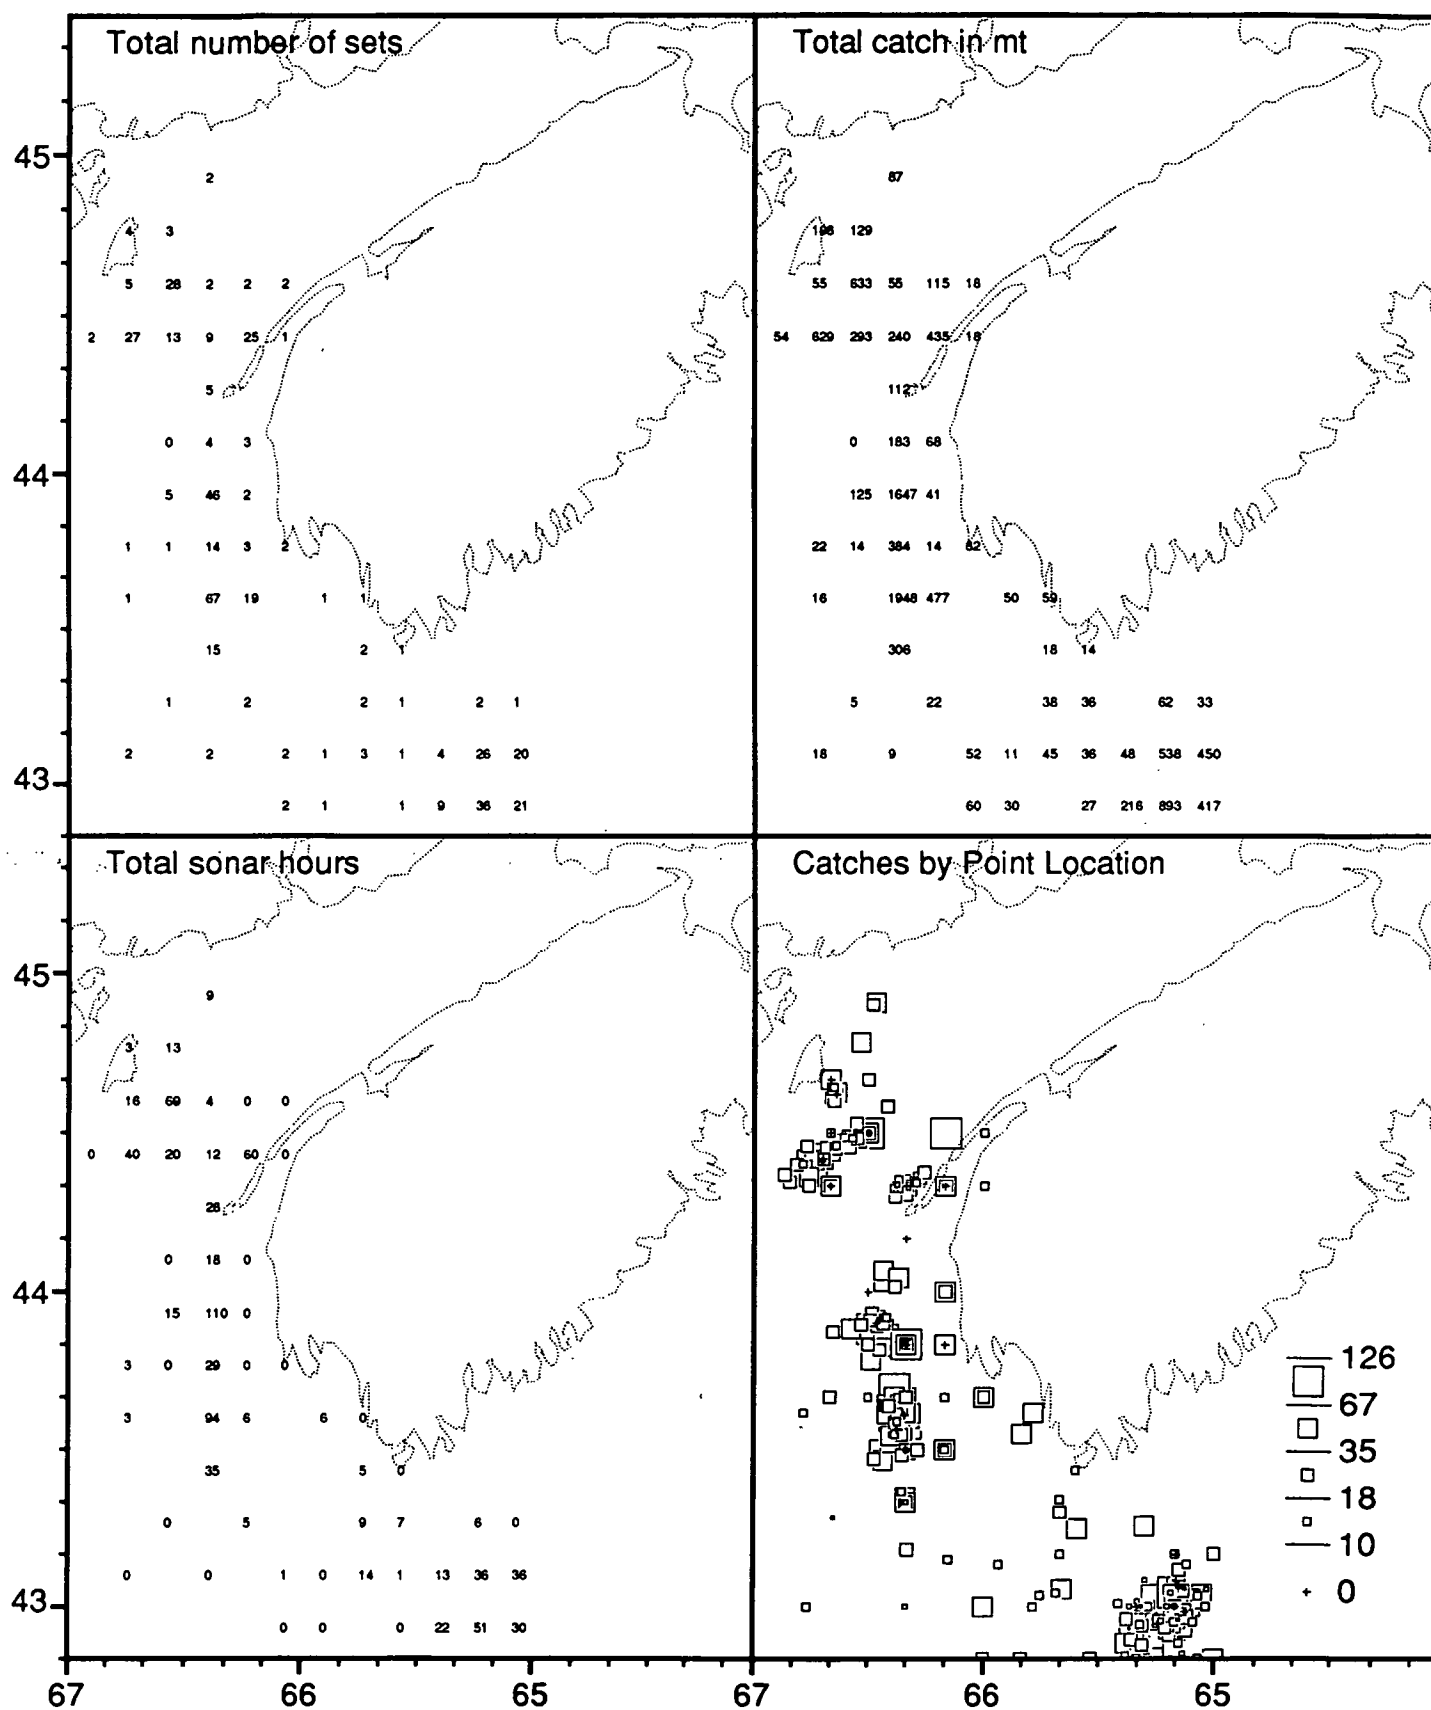 Total number of sets
Total catch in mt
45
2
87
4 3
129
5 28 2 2 2
55 633 55 115 18
2 27 13 9 25 1
54 629 293 240 435 18
5
112
0 4 3
0 183 68
44
5 46 2
125 1647 41
1 1 14 3 2
22 14 384 14 62
1 67 19 1 1
16 1948 477 50 59
15 2 1
306 18 14
1 2 2 1 2 1
5 22 38 36 62 33
2 2 2 1 3 1 4 26 20
18 9 52 11 45 36 48 538 450
43
2 1 1 9 36 21
60 30 27 216 893 417
Total sonar hours
Catches by Point Location
45
9
3 13
16 69 4 0 0
0 40 20 12 60 0
28
0 18 0
44
15 110 0
3 0 29 0 0
3 94 6 6 0
35 5 0
0 5 9 7 6 0
0 0 1 0 14 1 13 36 36
43
0 0 0 22 51 30
126
67
35
18
10
0
67 66 65 67 66 65